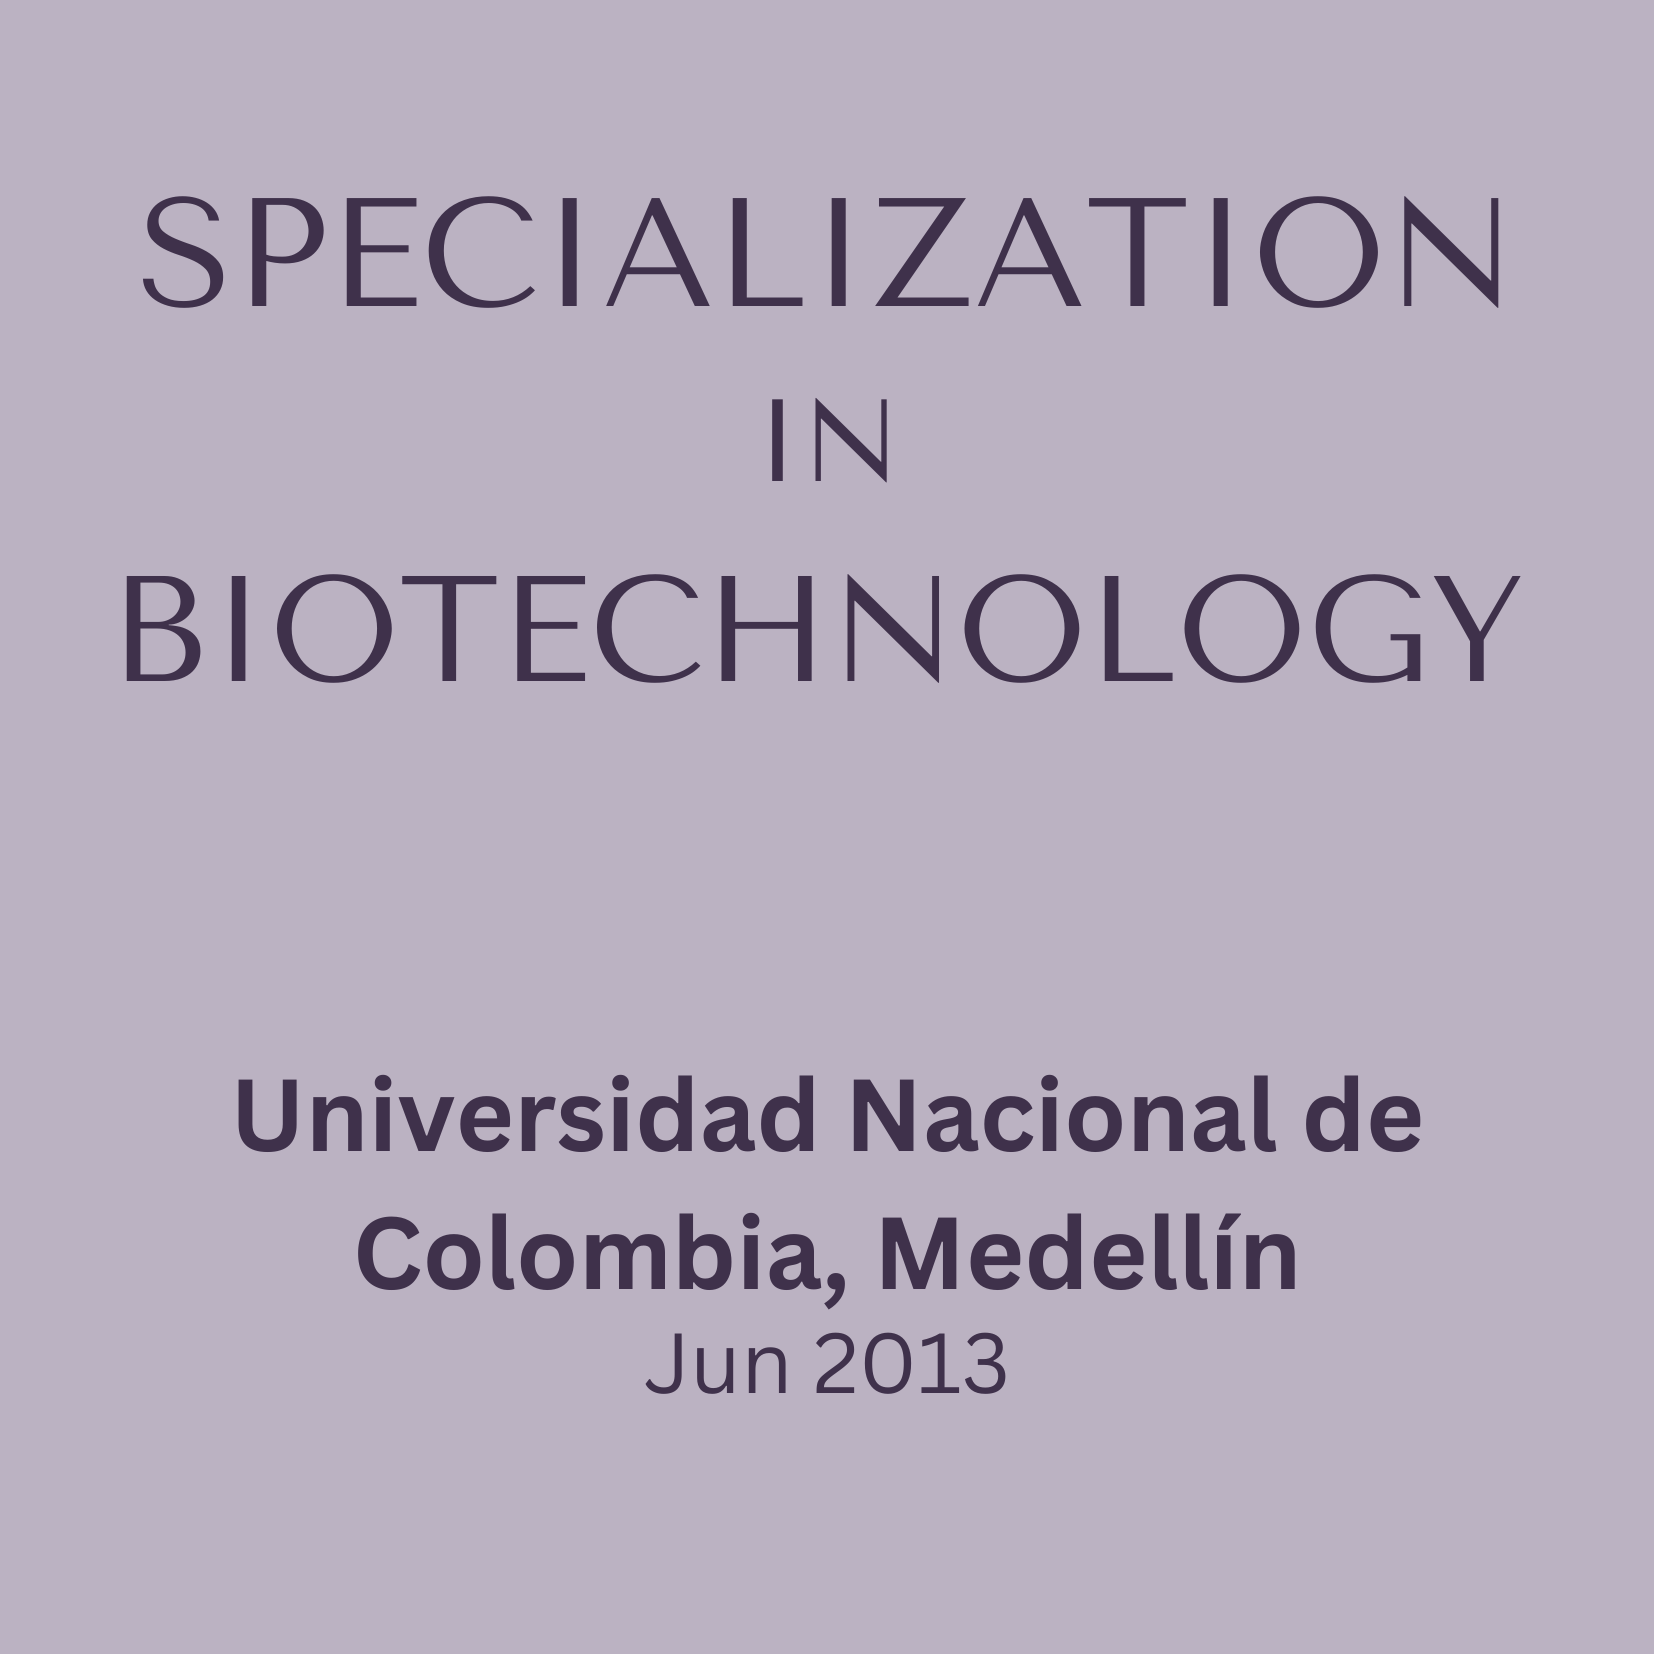 SPECIALIZATION
IN
BIOTECHNOLOGY
Universidad Nacional de
Colombia, Medellín
Jun 2013